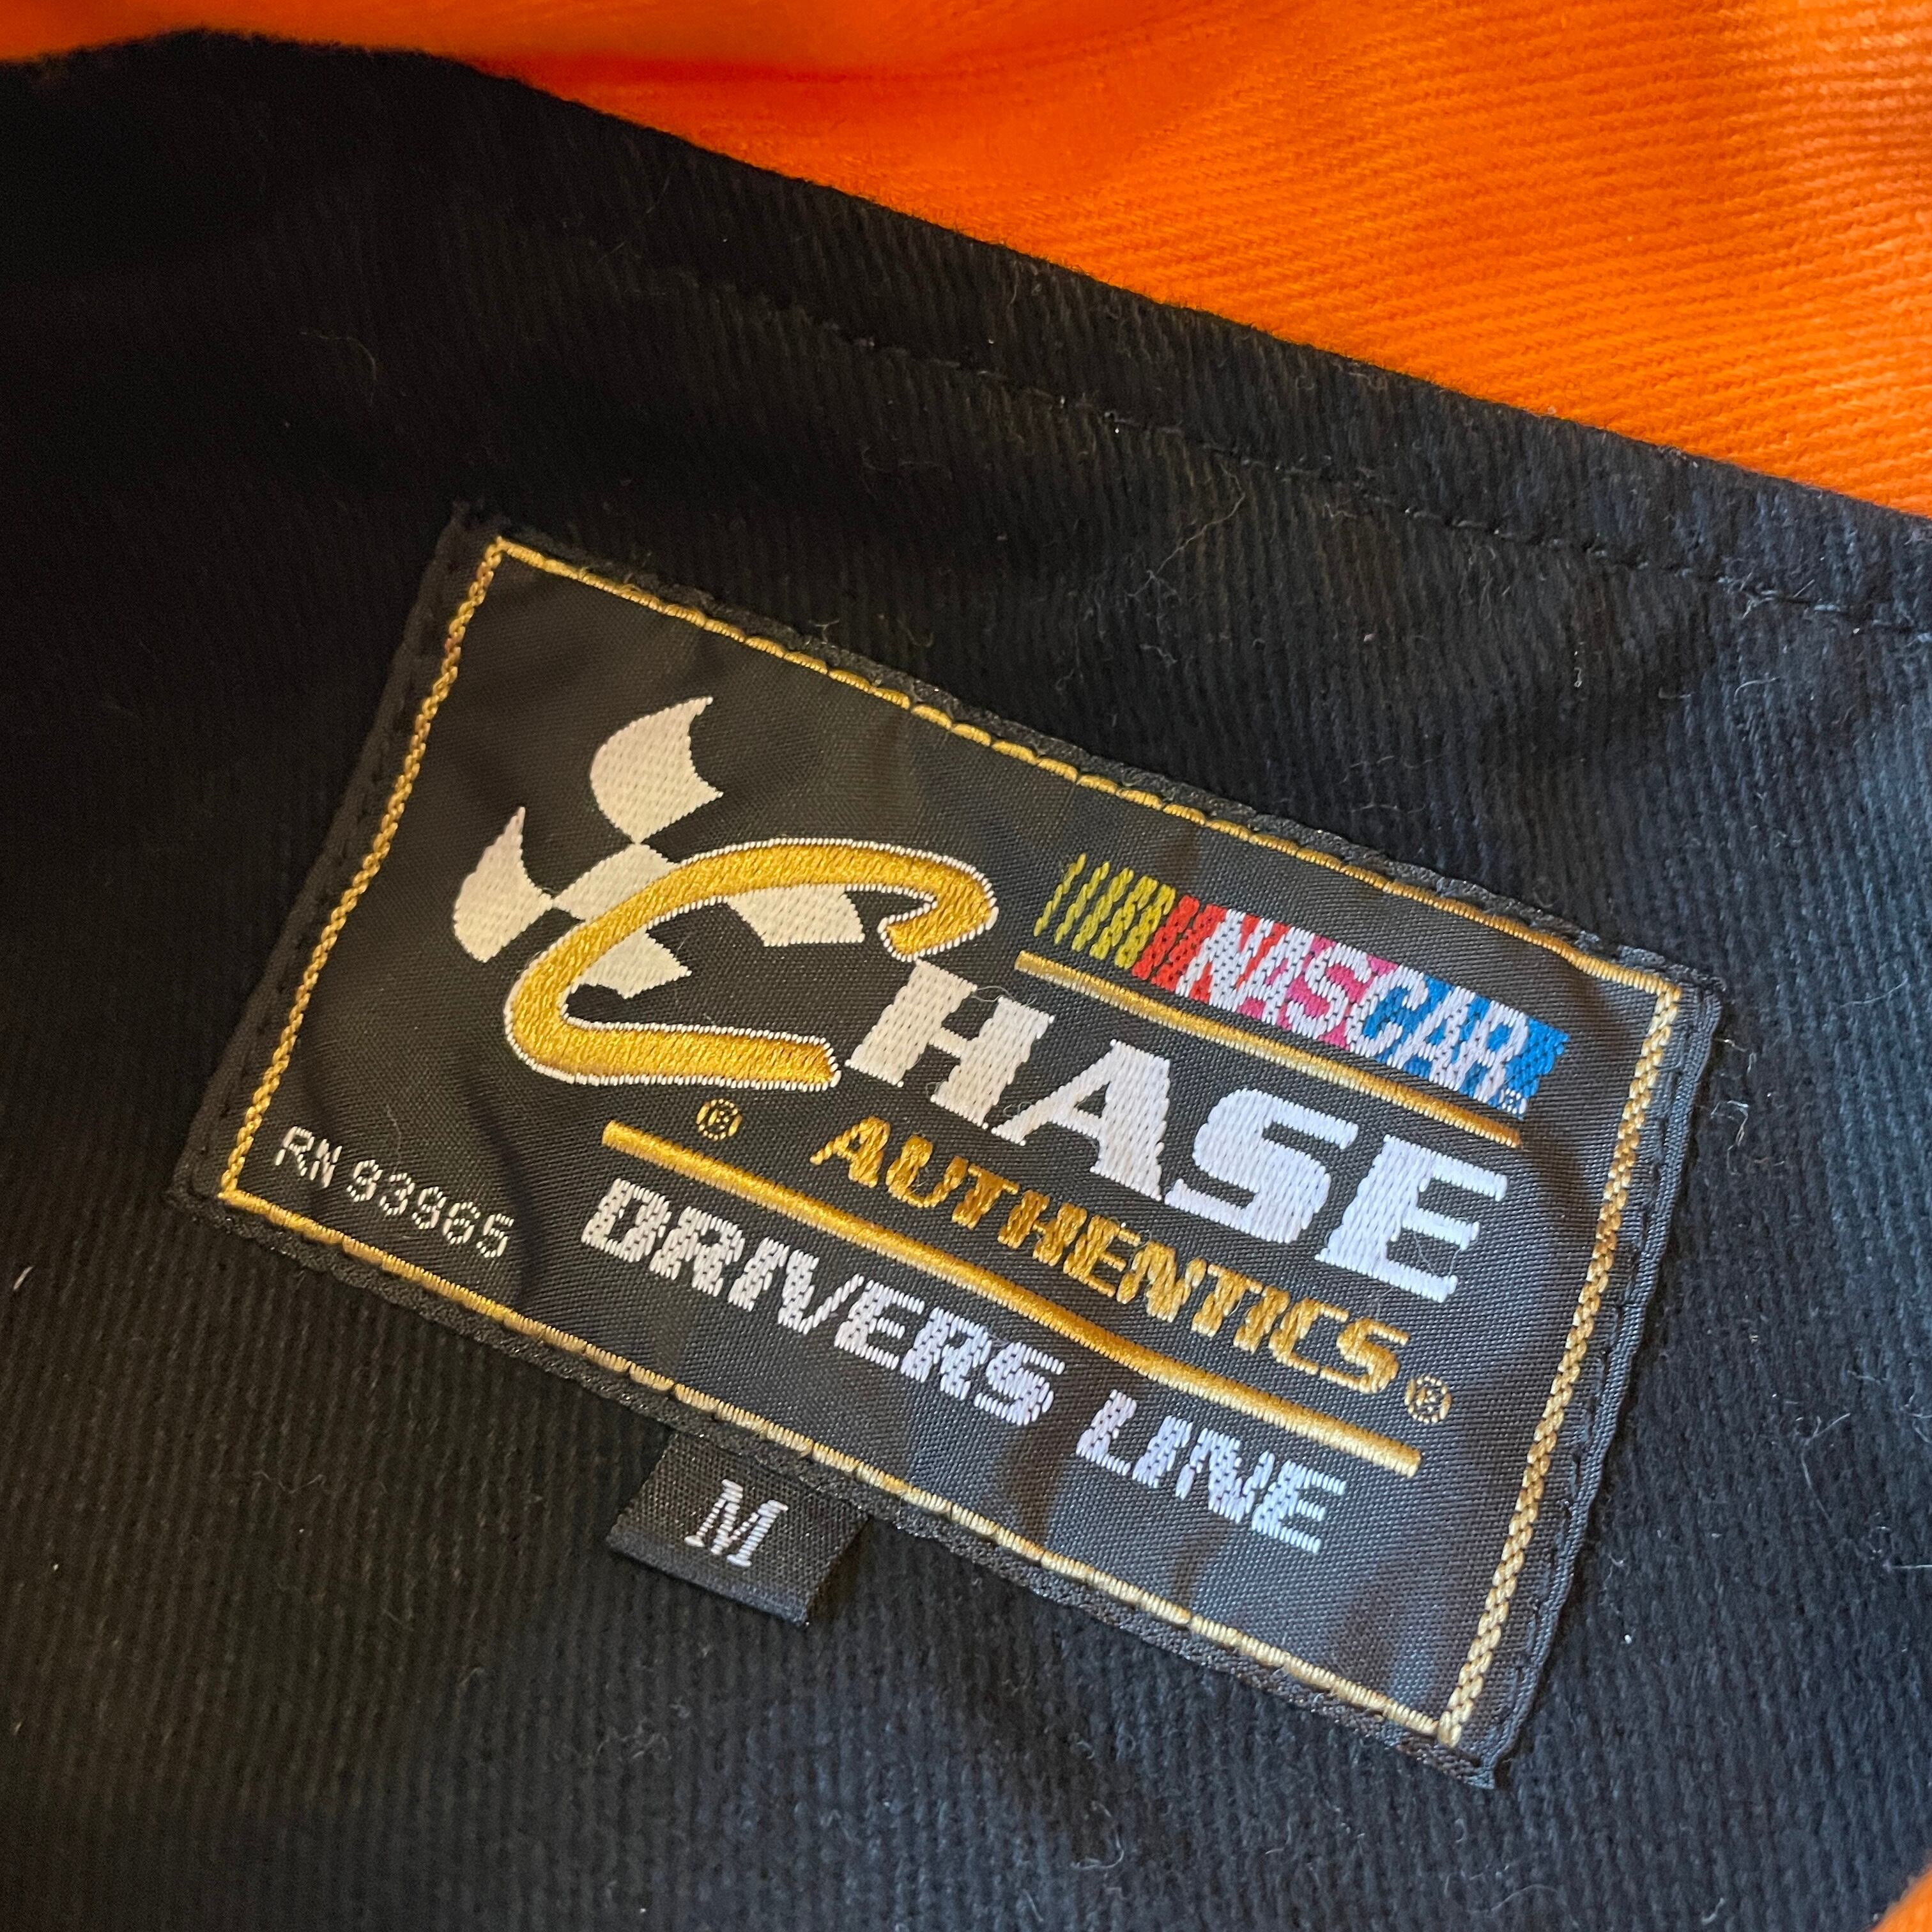 NASCAR®
CHASE
® AUTHENTICS®
DRIVERS LINE
RN 93965
M